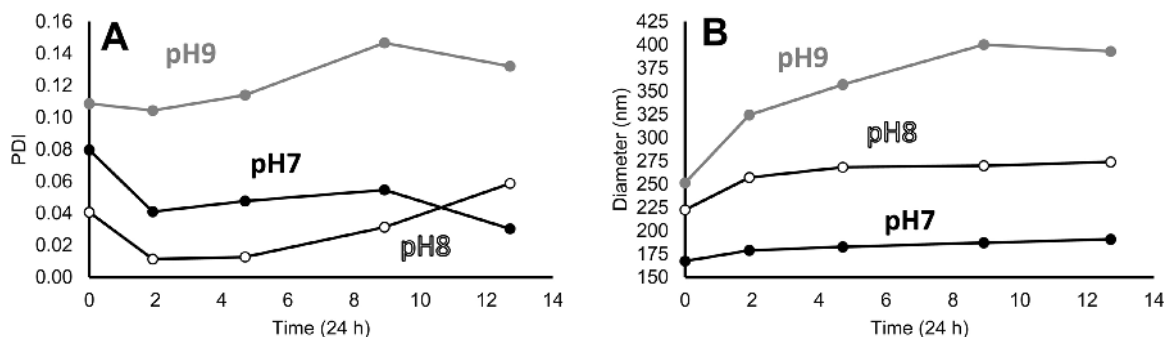 A
PDI
0.16
0.14
0.12
0.10
0.08
0.06
0.04
0.02
0.00
pH9
pH7
pH8
0 2 4 6 8 10 12 14
Time (24 h)
B
Diameter (nm)
425
400
375
350
325
300
275
250
225
200
175
150
pH9
pH8
pH7
0 2 4 6 8 10 12 14
Time (24 h)